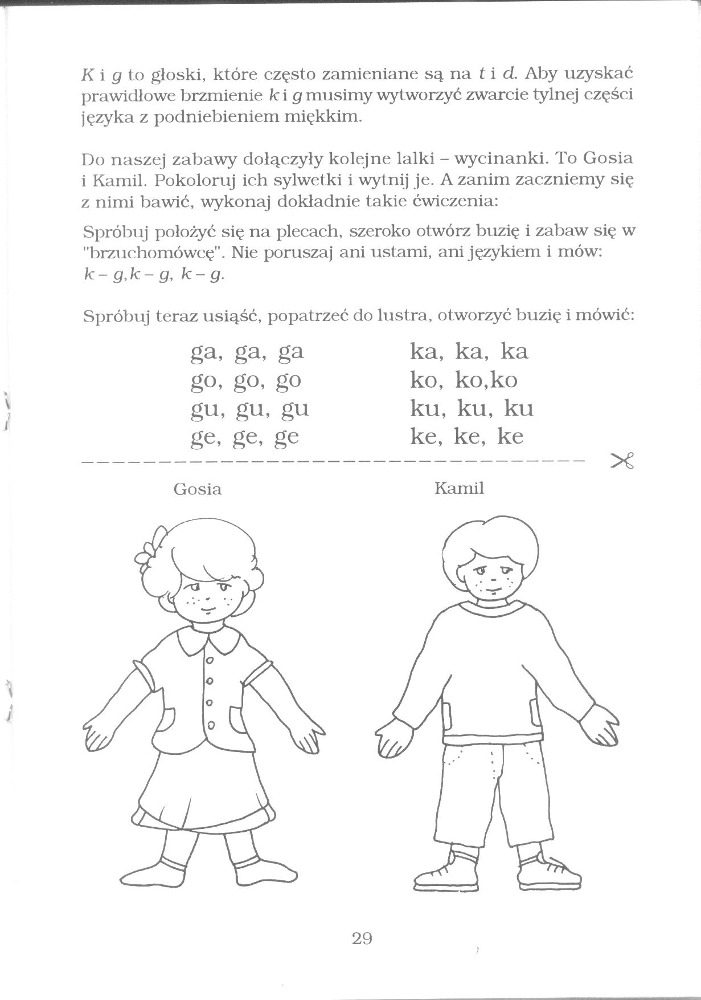 K i g to głoski, które często zamieniane są na t i d. Aby uzyskać
prawidłowe brzmienie k i g musimy wytworzyć zwarcie tylnej części
języka z podniebieniem miękkim.
Do naszej zabawy dołączyły kolejne lalki – wycinanki. To Gosia
i Kamil. Pokoloruj ich sylwetki i wytnij je. A zanim zaczniemy się
z nimi bawić, wykonaj dokładnie takie ćwiczenia:
Spróbuj położyć się na plecach, szeroko otwórz buzię i zabaw się w
"brzuchomówcę". Nie poruszaj ani ustami, ani językiem i mów:
k – g,k – g, k – g.
Spróbuj teraz usiąść, popatrzeć do lustra, otworzyć buzię i mówić:
ga, ga, ga ka, ka, ka
go, go, go ko, ko,ko
gu, gu, gu ku, ku, ku
ge, ge, ge ke, ke, ke
Gosia Kamil
29